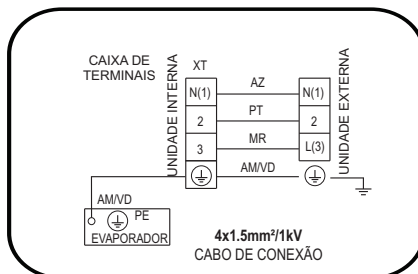 CAIXA DE
TERMINAIS
UNIDADE INTERNA
XT
N(1)
2
3
AZ
PT
MR
AM/VD
N(1)
2
L(3)
UNIDADE EXTERNA
AM/VD
PE
EVAPORADOR
4x1.5mm²/1kV
CABO DE CONEXÃO